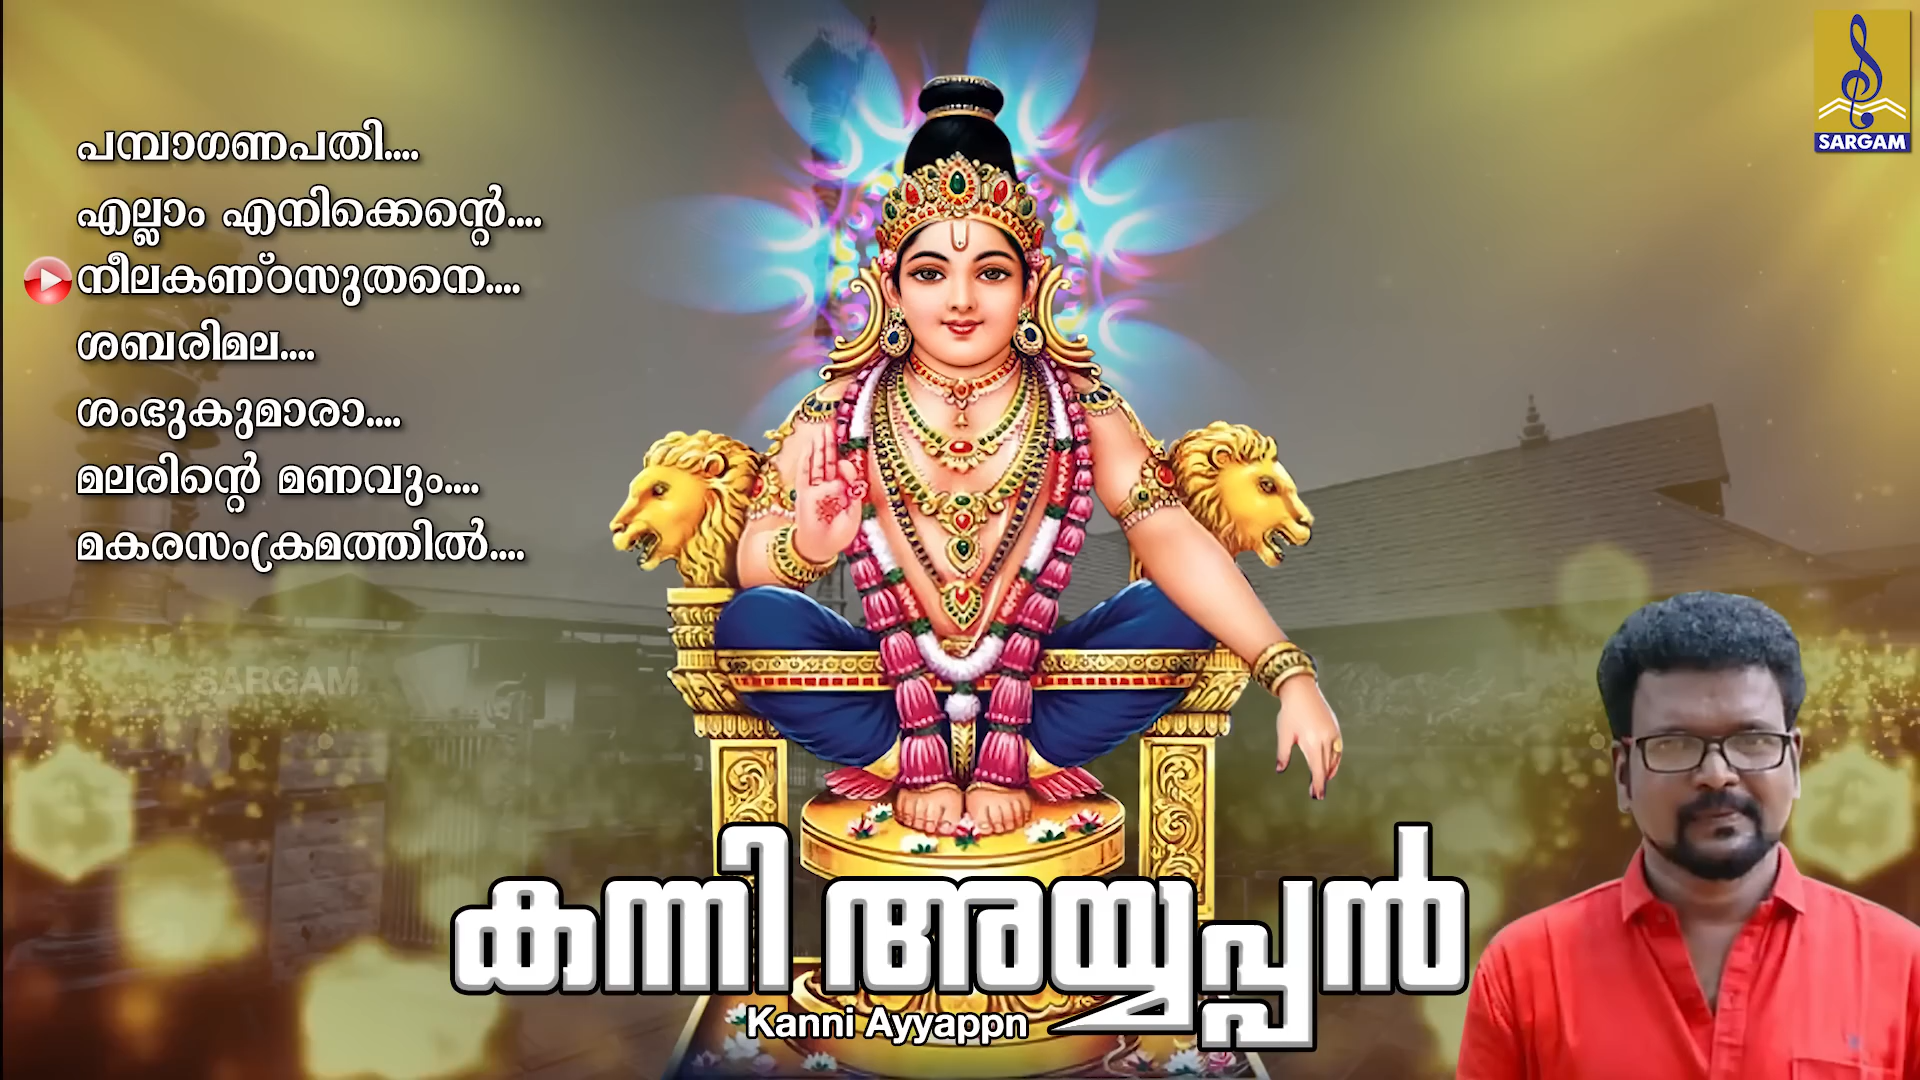 പമ്പാഗണപതി....
എല്ലാം എനിക്കെന്റെ....
നീലകണ്ഠസുതനെ....
ശബരിമല....
ശംഭുകുമാരാ....
മലരിന്റെ മണവും....
മകരസംക്രമത്തിൽ....
SARGAM
SARGAM
കന്നി അയ്യപ്പൻ
Kanni Ayyappn